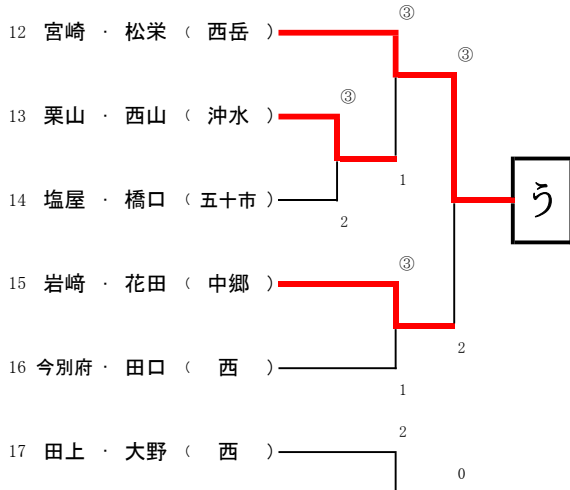 ③
12 宮崎 · 松栄 ( 西岳 )
③
③
13 栗山 · 西山 ( 沖水 )
1
14 塩屋 · 橋口 ( 五十市 )
う
2
③
15 岩﨑 · 花田 ( 中郷 )
2
16 今別府 · 田口 ( 西 )
1
2
17 田上 · 大野 ( 西 )
0